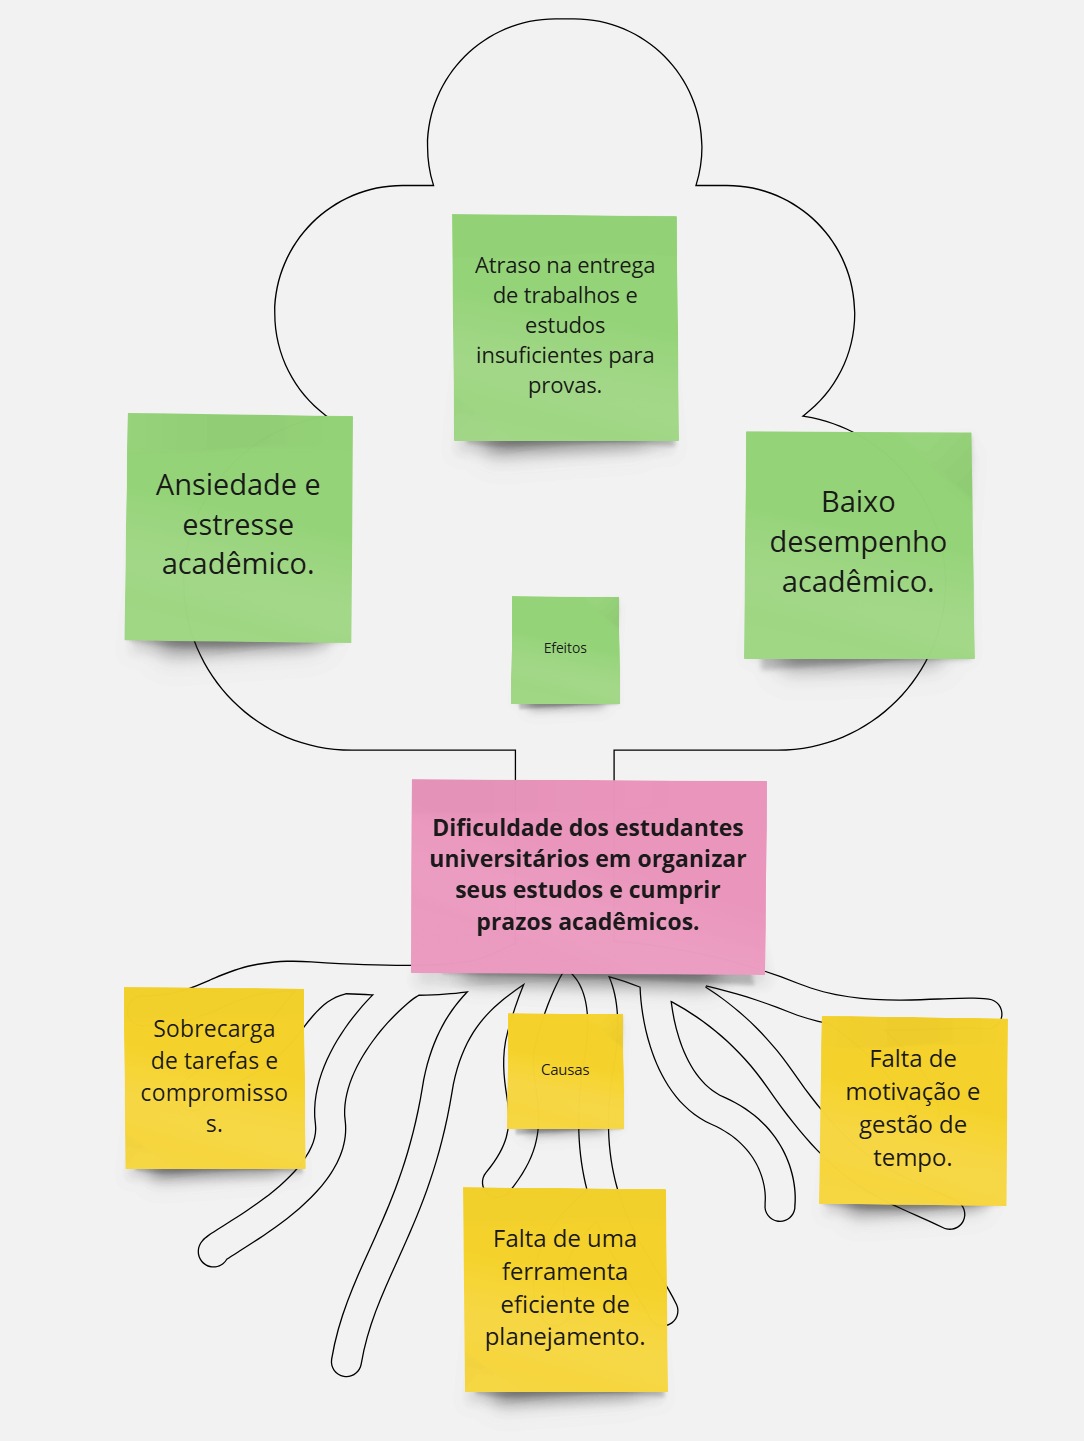 Atraso na entrega
de trabalhos e
estudos
insuficientes para
provas.
Ansiedade e
estresse
acadêmico.
Baixo
desempenho
acadêmico.
Efeitos
Dificuldade dos estudantes
universitários em organizar
seus estudos e cumprir
prazos acadêmicos.
Sobrecarga
de tarefas e
compromisso
s.
Causas
Falta de
motivação e
gestão de
tempo.
Falta de uma
ferramenta
eficiente de
planejamento.